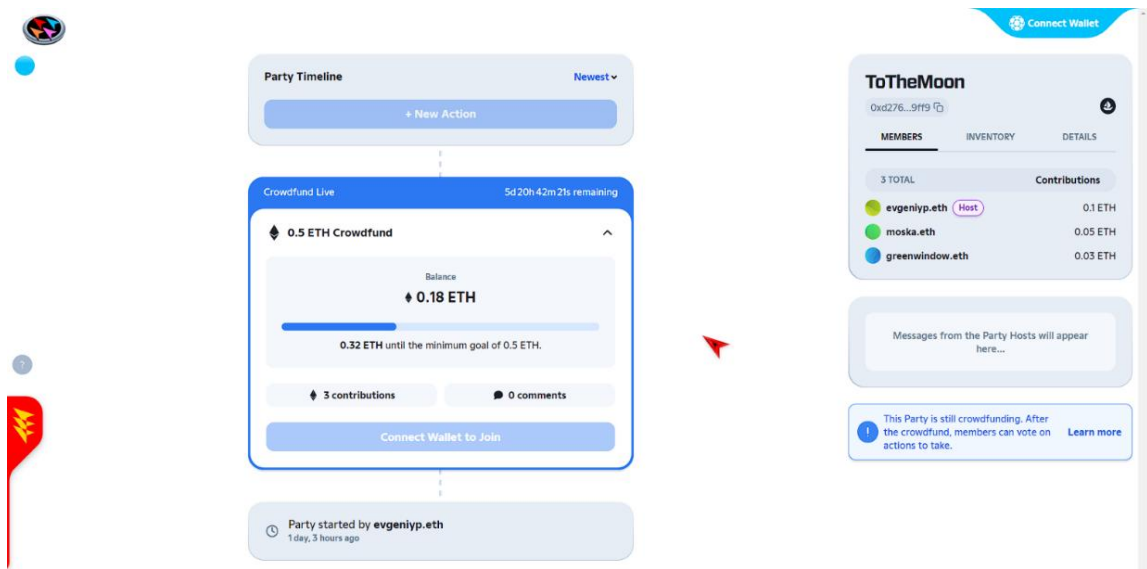 Connect Wallet
Party Timeline
Newest
+ New Action
Crowdfund Live
5d 20h 42m 21s remaining
0.5 ETH Crowdfund
Balance
0.18 ETH
0.32 ETH until the minimum goal of 0.5 ETH.
3 contributions
0 comments
Connect Wallet to Join
Party started by evgeniyp.eth
1 day, 3 hours ago
ToTheMoon
0xd276...9ff9
MEMBERS
INVENTORY
DETAILS
3 TOTAL
Contributions
evgeniyp.eth Host 0.1 ETH
moska.eth 0.05 ETH
greenwindow.eth 0.03 ETH
Messages from the Party Hosts will appear
here...
This Party is still crowdfunding. After
the crowdfund, members can vote on
actions to take.
Learn more
?